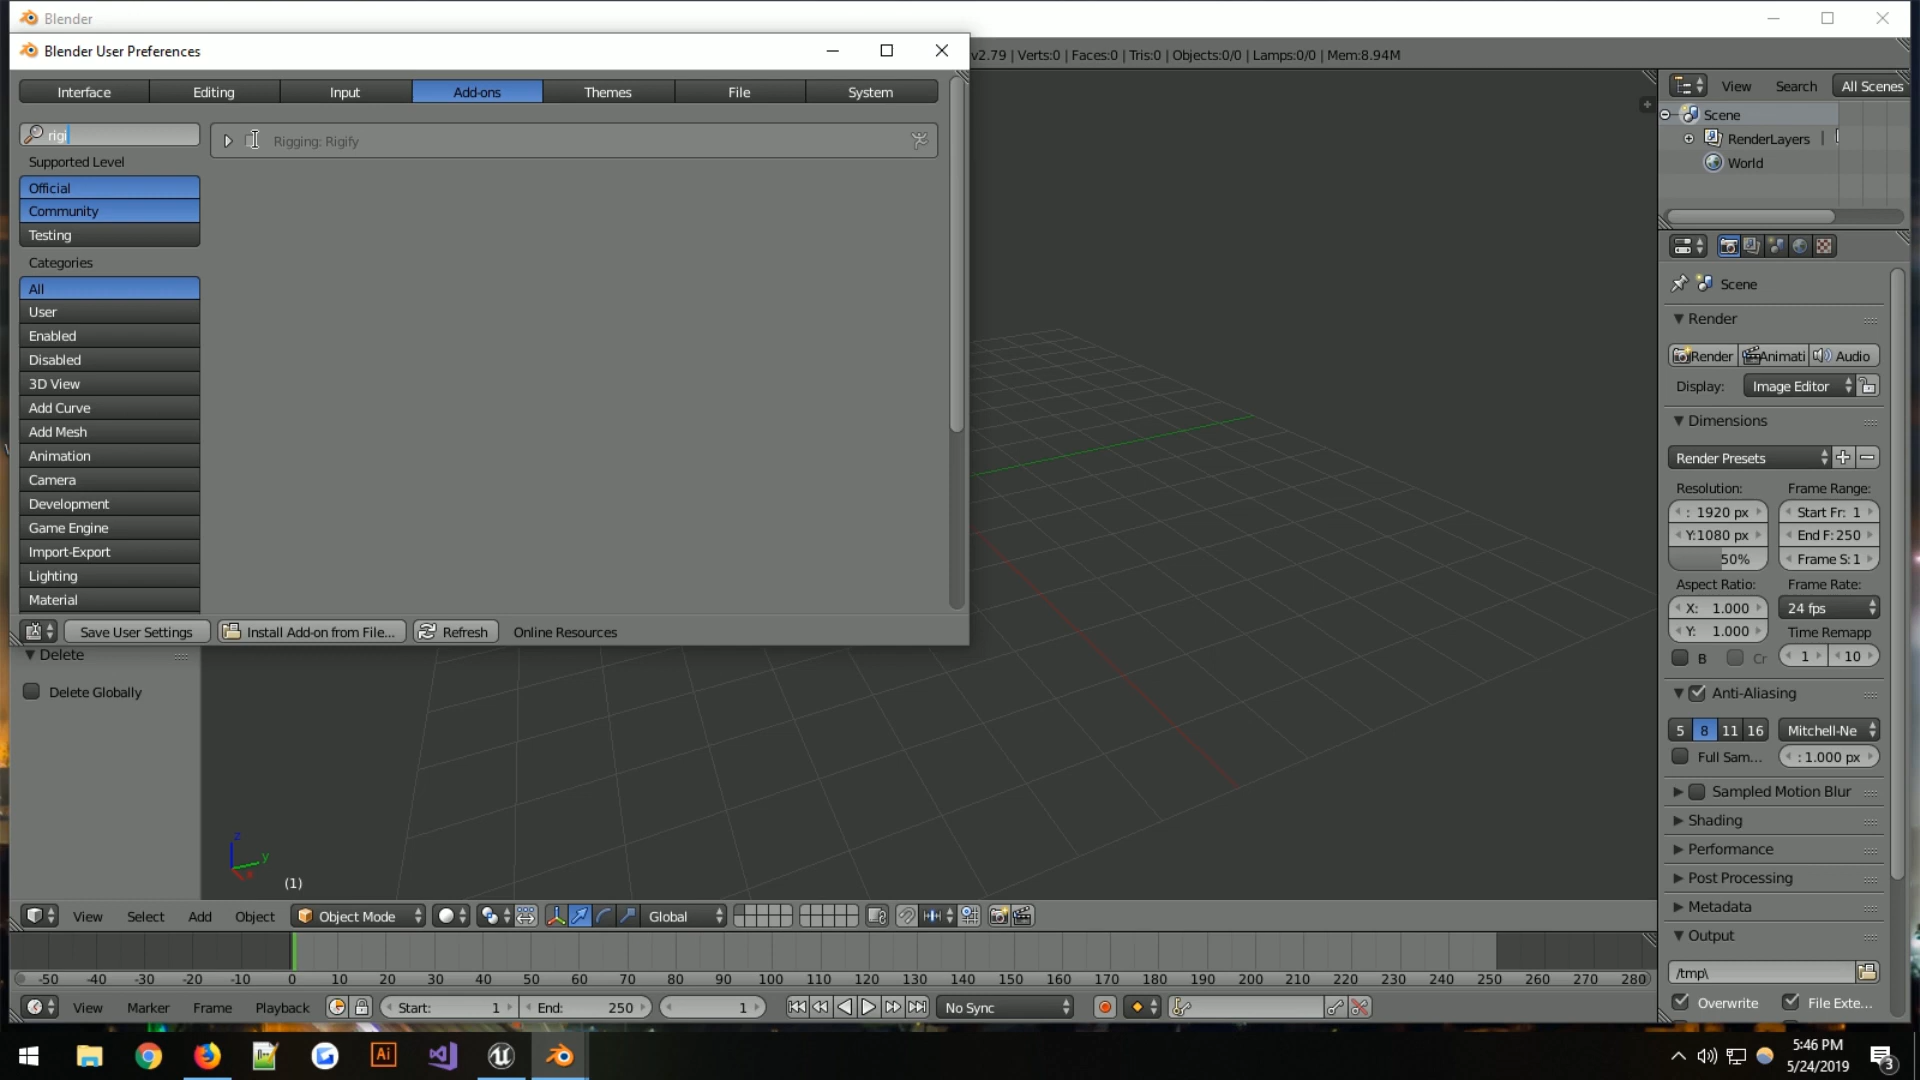 Blender
Blender User Preferences
v2.79 | Verts:0 | Faces:0 | Tris:0 | Objects:0/0 | Lamps:0/0 | Mem:8.94M
Interface Editing Input Add-ons Themes File System
View Search All Scenes
rigi
Rigging: Rigify
Scene
RenderLayers
World
Supported Level
Official
Community
Testing
Categories
All
User
Enabled
Disabled
3D View
Add Curve
Add Mesh
Animation
Camera
Development
Game Engine
Import-Export
Lighting
Material
Save User Settings Install Add-on from File... Refresh Online Resources
Scene
Render
Render Animati Audio
Display: Image Editor
Dimensions
Render Presets
Resolution: Frame Range:
: 1920 px Start Fr: 1
Y:1080 px End F:250
50% Frame S:1
Aspect Ratio: Frame Rate:
X: 1.000 24 fps
Y: 1.000 Time Remapp
B Cr 1 10
Anti-Aliasing
5 8 11 16 Mitchell-Ne
Full Sam... : 1.000 px
Sampled Motion Blur
Shading
Performance
Post Processing
Metadata
Output
/tmp\
Overwrite File Exte...
Delete
Delete Globally
z
y
(1)
View Select Add Object Object Mode Global
-50 -40 -30 -20 -10 0 10 20 30 40 50 60 70 80 90 100 110 120 130 140 150 160 170 180 190 200 210 220 230 240 250 260 270 280
View Marker Frame Playback Start: 1 End: 250 1 No Sync
Ai
5:46 PM
5/24/2019
3